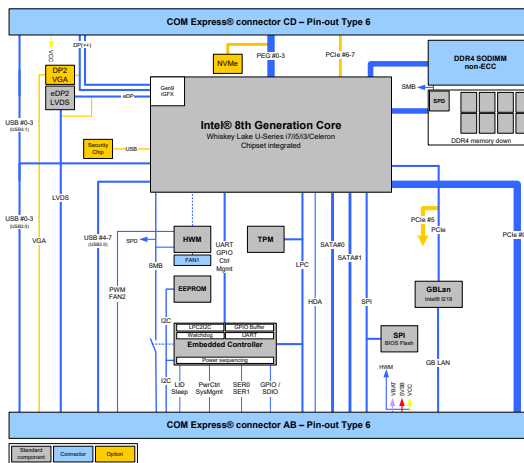 COM Express® connector CD – Pin-out Type 6
DP(++)
VCC
DP2
VGA
eDP2
LVDS
eDP
Gen9
iGFX
NVMe
PEG #0-3
PCIe #6-7
DDR4 SODIMM
non-ECC
SMB
SPD
DDR4 memory down
Intel® 8th Generation Core
Whiskey Lake U-Series i7/i5/i3/Celeron
Chipset integrated
USB #0-3
(USB3.1)
Security
Chip
USB
LVDS
USB #0-3
(USB2.0)
VGA
USB #4-7
(USB2.0)
PWM
FAN2
SPD
SMB
HWM
FAN1
UART
GPIO
Ctrl
Mgmt
TPM
LPC
HDA
SATA#0
SATA#1
SPI
PCIe #5
PCIe
GBLan
Intel® I219
EEPROM
I2C
LPC2I2C
GPIO Buffer
Watchdog
UART
Embedded Controller
Power sequencing
SPI
BIOS Flash
GB LAN
I2C
LID
Sleep
PwrCtrl
SysMgmt
SER0
SER1
GPIO /
SDIO
HWM
VBAT
5VSB
VCC
COM Express® connector AB – Pin-out Type 6
Standard
component
Connector
Option